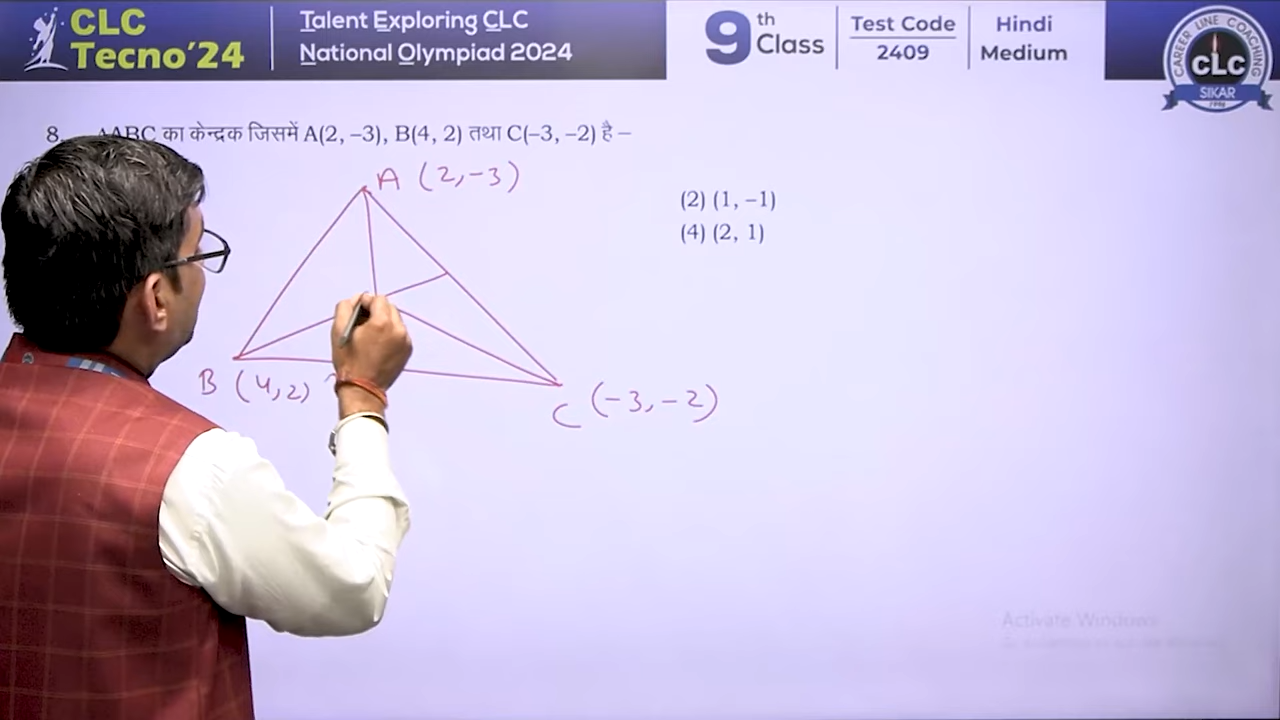 CLC
Tecno'24
Talent Exploring CLC
National Olympiad 2024
9th
Class
Test Code
2409
Hindi
Medium
CAREER LINE COACHING
CLC
SIKAR
8. ΔABC का केन्द्रक जिसमें A(2, –3), B(4, 2) तथा C(–3, –2) है –
(2) (1, –1)
(4) (2, 1)
A (2,-3)
B (4,2)
C (-3,-2)
Activate Windows